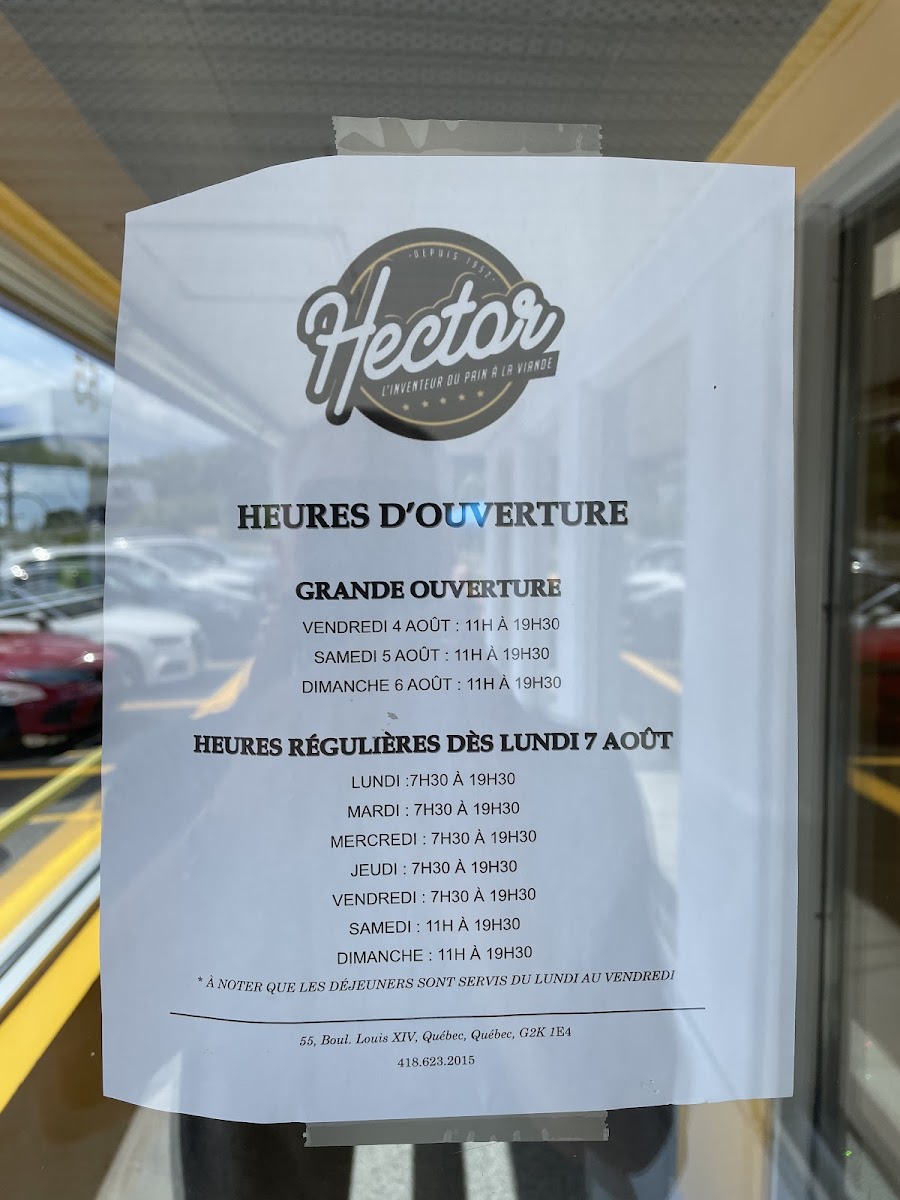 -DEPUIS 1952-
Hector
L'INVENTEUR DU PAIN À LA VIANDE
HEURES D'OUVERTURE
GRANDE OUVERTURE
VENDREDI 4 AOÛT : 11H À 19H30
SAMEDI 5 AOÛT : 11H À 19H30
DIMANCHE 6 AOÛT : 11H À 19H30
HEURES RÉGULIÈRES DÈS LUNDI 7 AOÛT
LUNDI :7H30 À 19H30
MARDI : 7H30 À 19H30
MERCREDI : 7H30 À 19H30
JEUDI : 7H30 À 19H30
VENDREDI : 7H30 À 19H30
SAMEDI : 11H À 19H30
DIMANCHE : 11H À 19H30
* À NOTER QUE LES DÉJEUNERS SONT SERVIS DU LUNDI AU VENDREDI
55, Boul. Louis XIV, Québec, Québec, G2K 1E4
418.623.2015